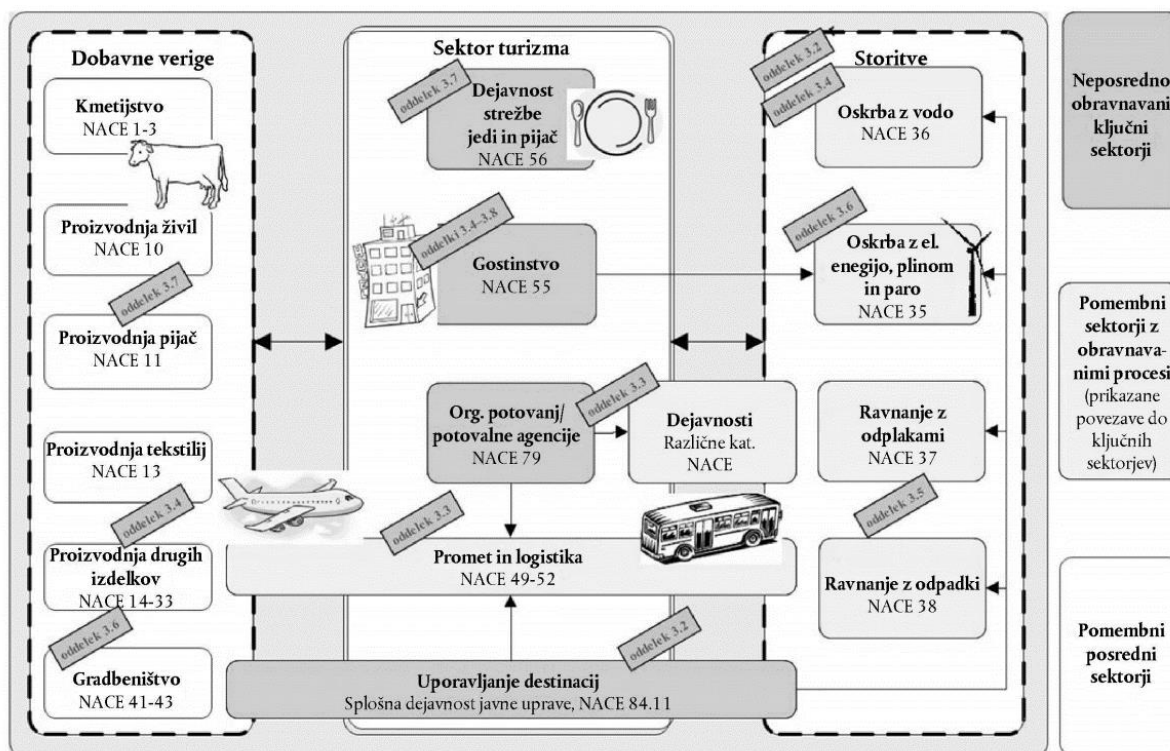 Dobavne verige
Kmetijstvo
NACE 1-3
Proizvodnja živil
NACE 10
oddelek 3.7
Proizvodnja pijač
NACE 11
Proizvodnja tekstilij
NACE 13
oddelek 3.4
Proizvodnja drugih
izdelkov
NACE 14-33
oddelek 3.6
Gradbeništvo
NACE 41-43
Sektor turizma
oddelek 3.7
Dejavnost
strežbe
jedi in pijač
NACE 56
oddelki 3.4–3.8
Gostinstvo
NACE 55
Org. potovanj/
potovalne agencije
NACE 79
oddelek 3.3
Dejavnosti
Različne kat.
NACE
oddelek 3.3
Promet in logistika
NACE 49-52
oddelek 3.2
Uporavljanje destinacij
Splošna dejavnost javne uprave, NACE 84.11
Storitve
oddelek 3.2
oddelek 3.4
Oskrba z vodo
NACE 36
oddelek 3.6
Oskrba z el.
enegijo, plinom
in paro
NACE 35
Ravnanje z
odplakami
NACE 37
oddelek 3.5
Ravnanje z odpadki
NACE 38
Neposredno
obravnavani
ključni
sektorji
Pomembni
sektorji z
obravnava-
nimi procesi
(prikazane
povezave do
ključnih
sektorjev)
Pomembni
posredni
sektorji